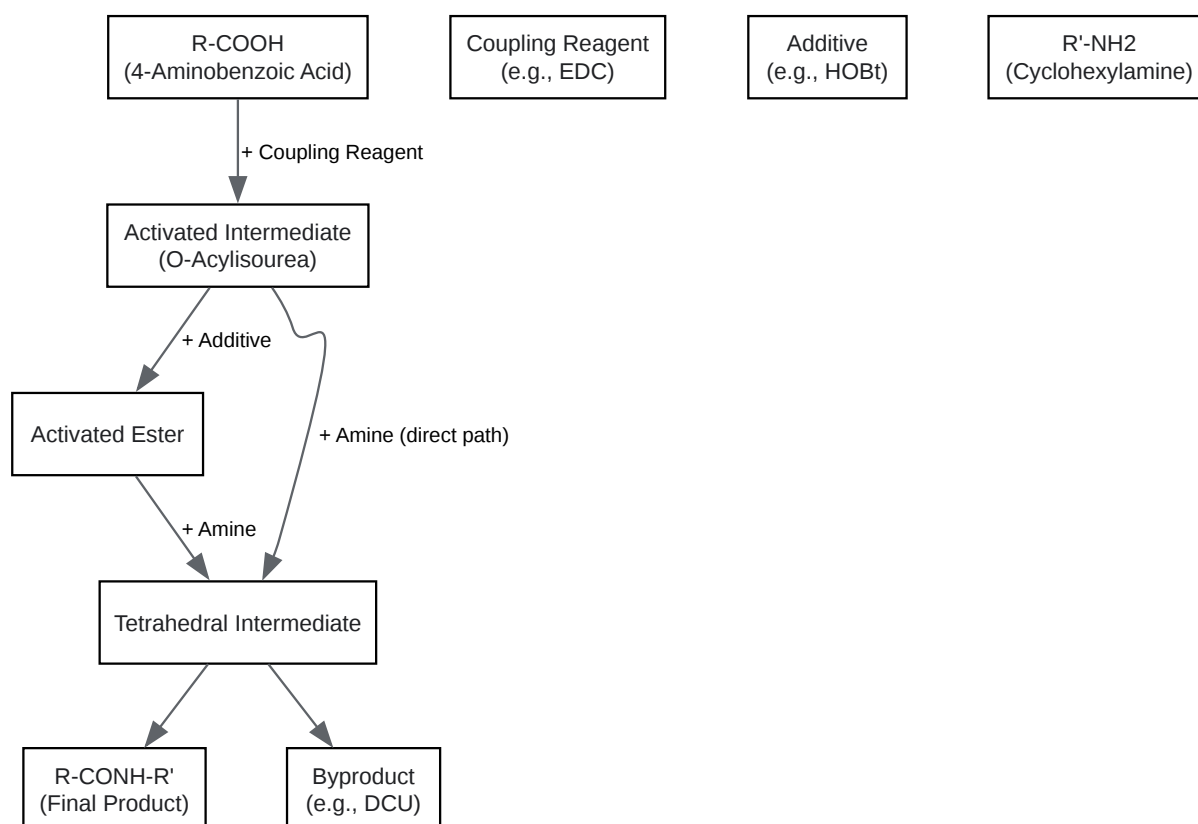 R-COOH
(4-Aminobenzoic Acid)
Coupling Reagent
(e.g., EDC)
Additive
(e.g., HOBt)
R'-NH2
(Cyclohexylamine)
+ Coupling Reagent
Activated Intermediate
(O-Acylisourea)
+ Additive
Activated Ester
+ Amine (direct path)
+ Amine
Tetrahedral Intermediate
R-CONH-R'
(Final Product)
Byproduct
(e.g., DCU)